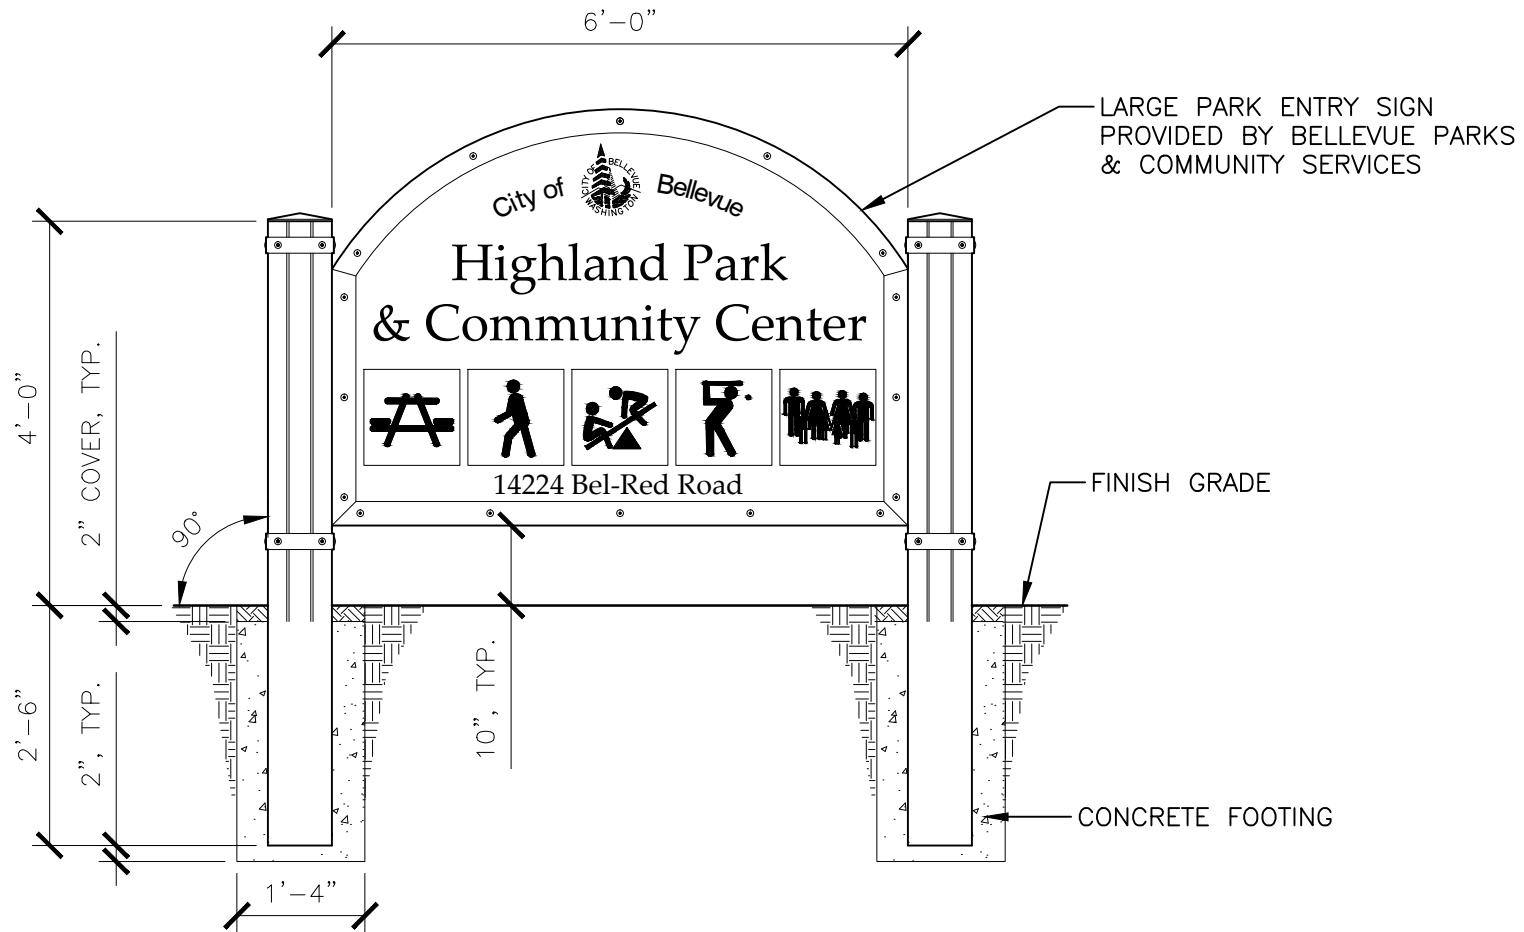 6'-0"
LARGE PARK ENTRY SIGN
PROVIDED BY BELLEVUE PARKS
& COMMUNITY SERVICES
City of
CITY OF BELLEVUE
WASHINGTON
Bellevue
Highland Park
& Community Center
14224 Bel-Red Road
4'-0"
2" COVER, TYP.
90°
FINISH GRADE
2'-6"
2", TYP.
10", TYP.
CONCRETE FOOTING
1'-4"